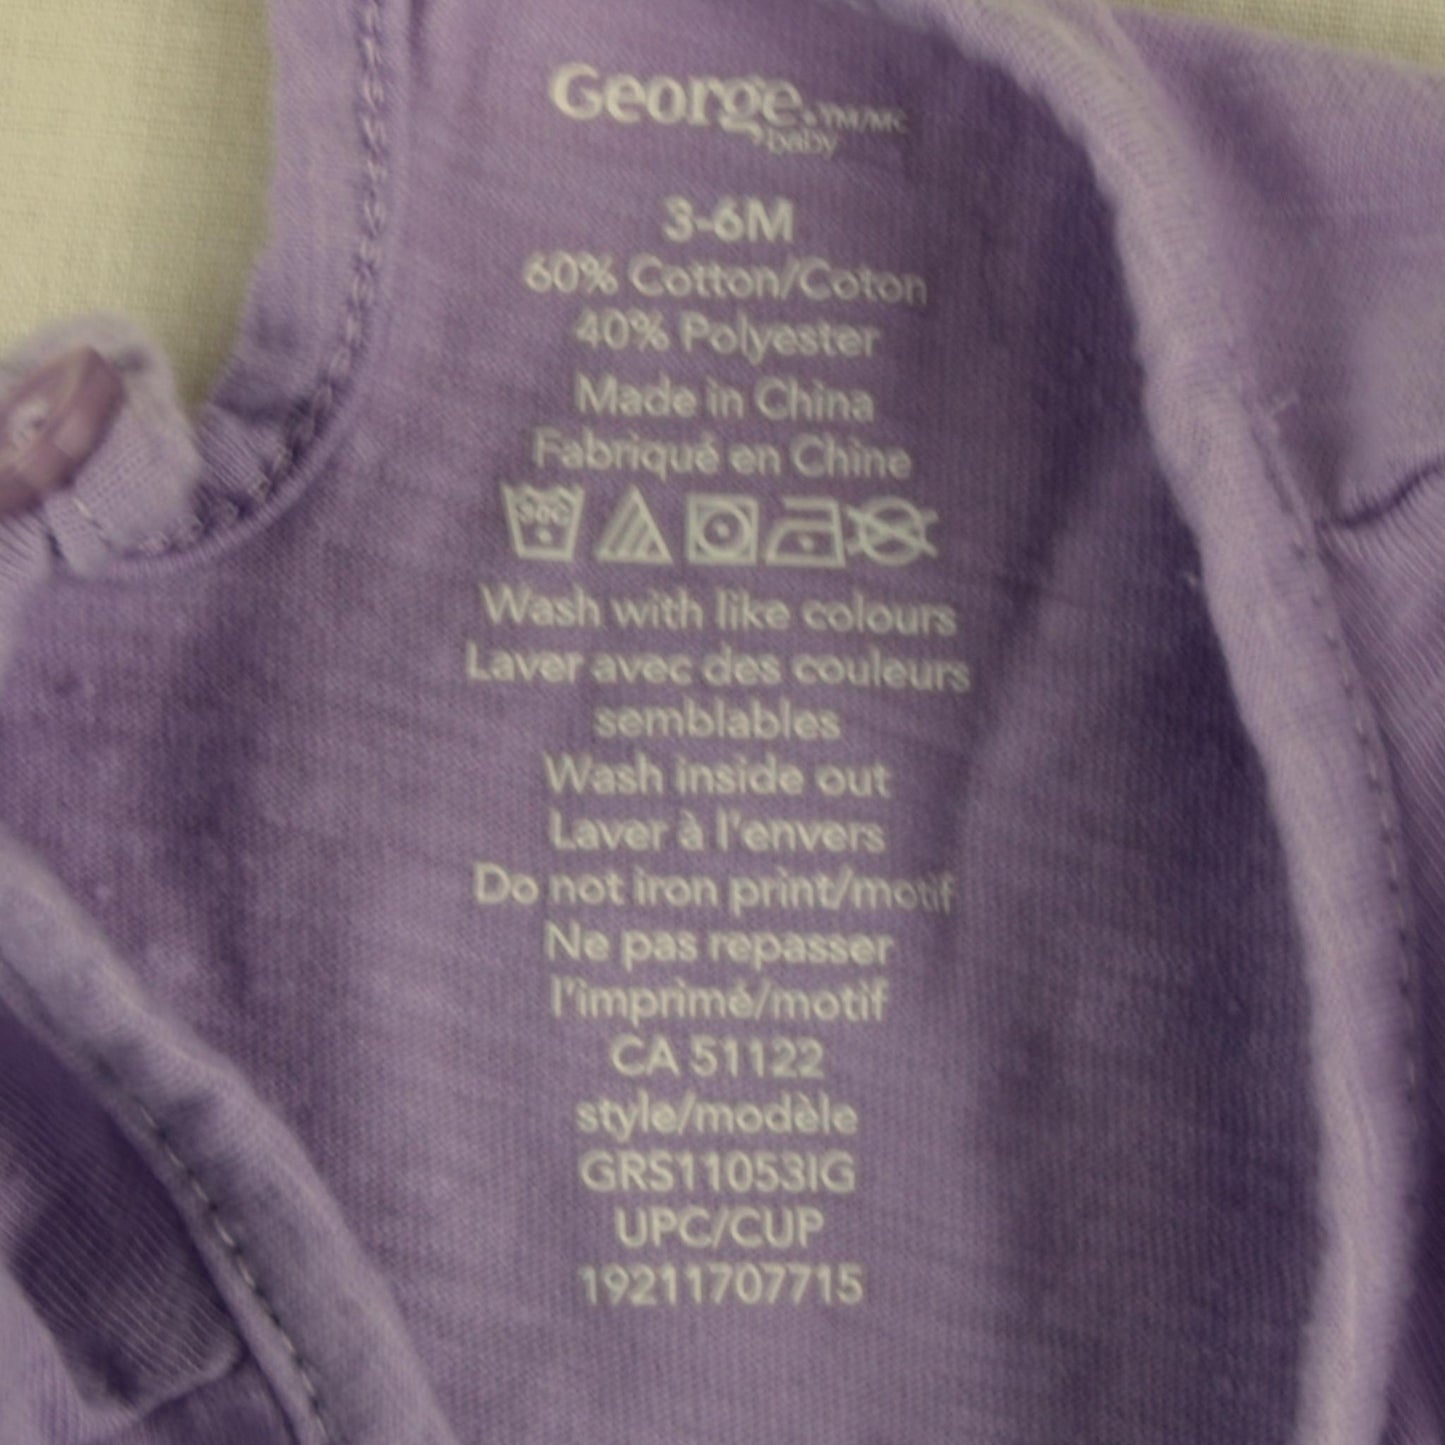 George.TM/MC
baby
3-6M
60% Cotton/Coton
40% Polyester
Made in China
Fabriqué en Chine
30C
Wash with like colours
Laver avec des couleurs
semblables
Wash inside out
Laver à l'envers
Do not iron print/motif
Ne pas repasser
l'imprimé/motif
CA 51122
style/modèle
GRS11053IG
UPC/CUP
19211707715